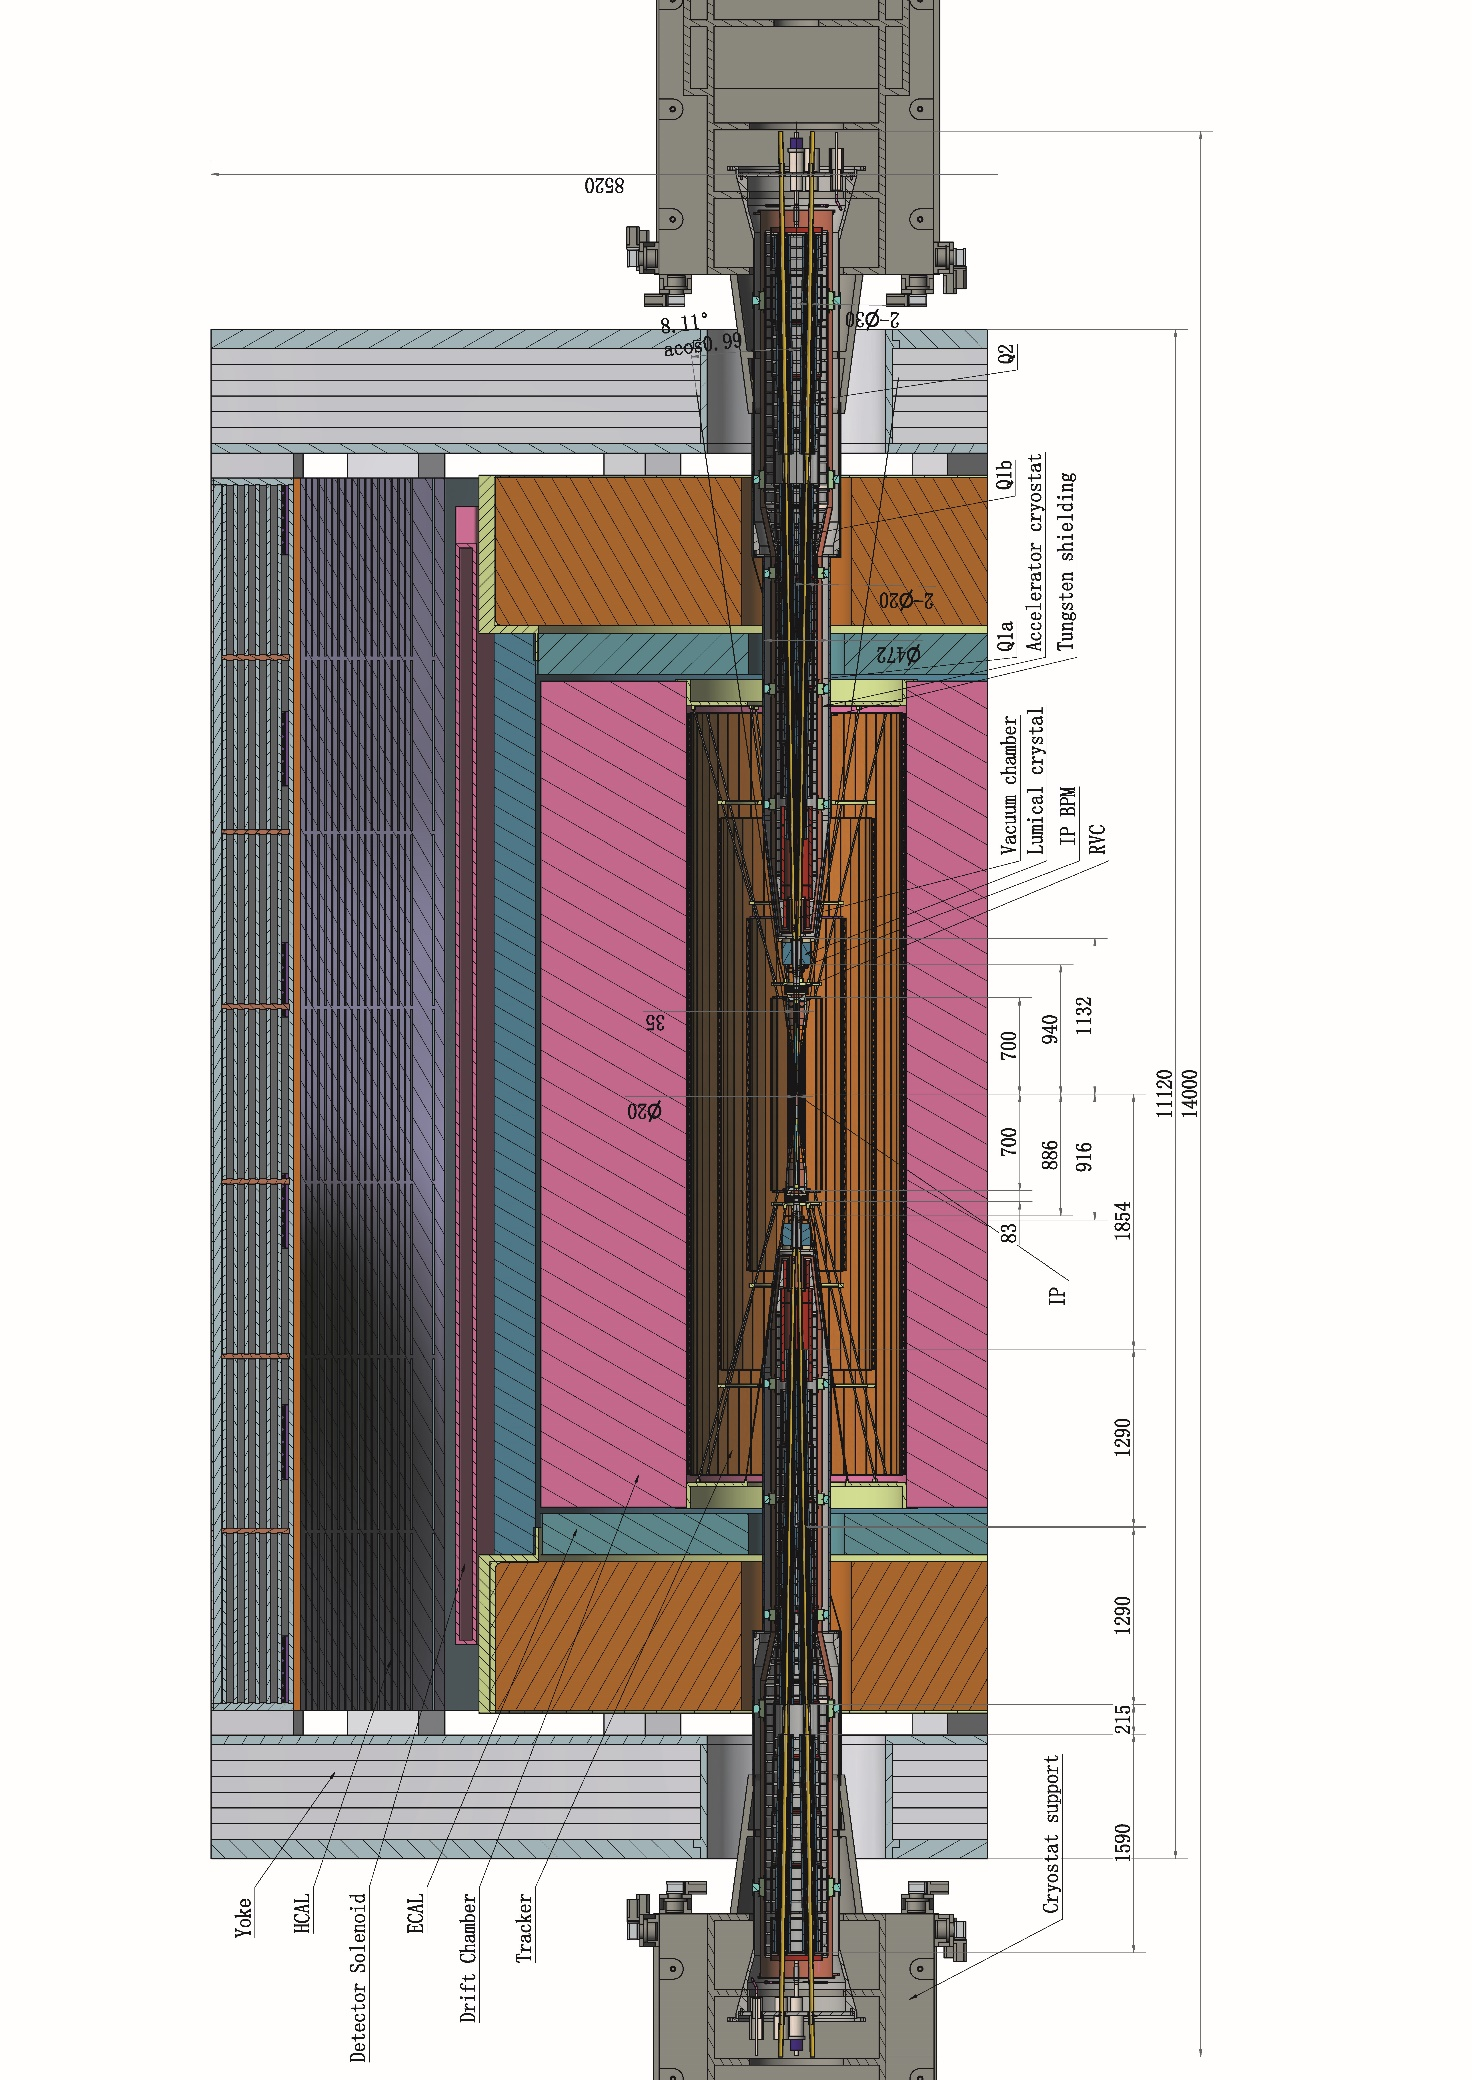 8520
8.11°
acos0.99
2-Ø30
Q2
Q1b
Accelerator cryostat
Tungsten shielding
2-Ø20
Q1a
Ø472
Vacuum chamber
Lumical crystal
IP BPM
RVC
35
Ø20
700
940
1132
700
886
916
83
IP
1854
1290
1290
215
1590
11120
14000
Yoke
HCAL
Detector Solenoid
ECAL
Drift Chamber
Tracker
Cryostat support